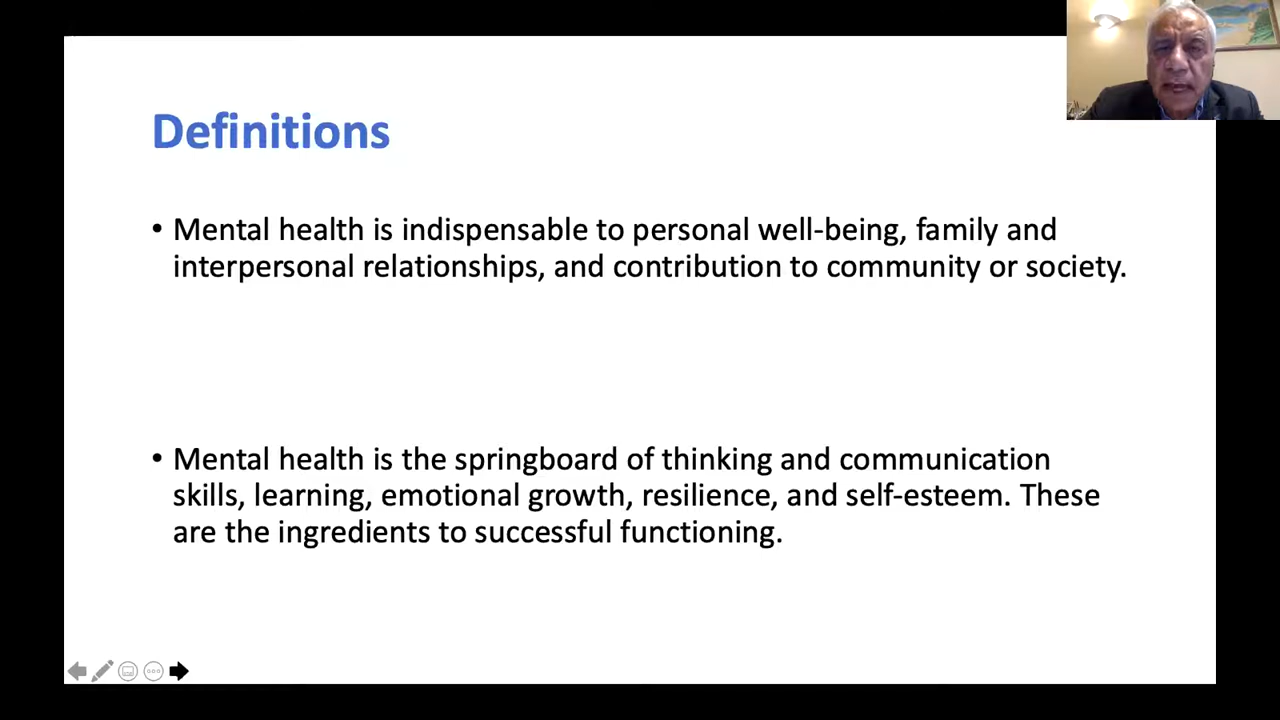 Definitions
• Mental health is indispensable to personal well-being, family and
interpersonal relationships, and contribution to community or society.
• Mental health is the springboard of thinking and communication
skills, learning, emotional growth, resilience, and self-esteem. These
are the ingredients to successful functioning.